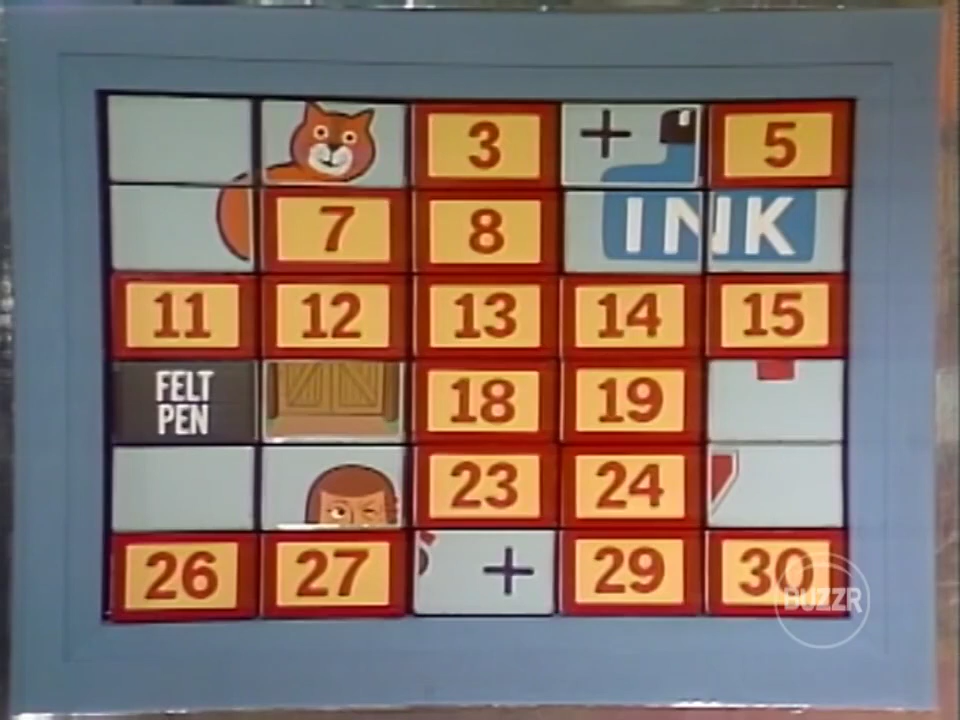 3 + 5
7 8 INK
11 12 13 14 15
FELT
PEN
18 19
23 24
26 27 + 29 30
BUZZR